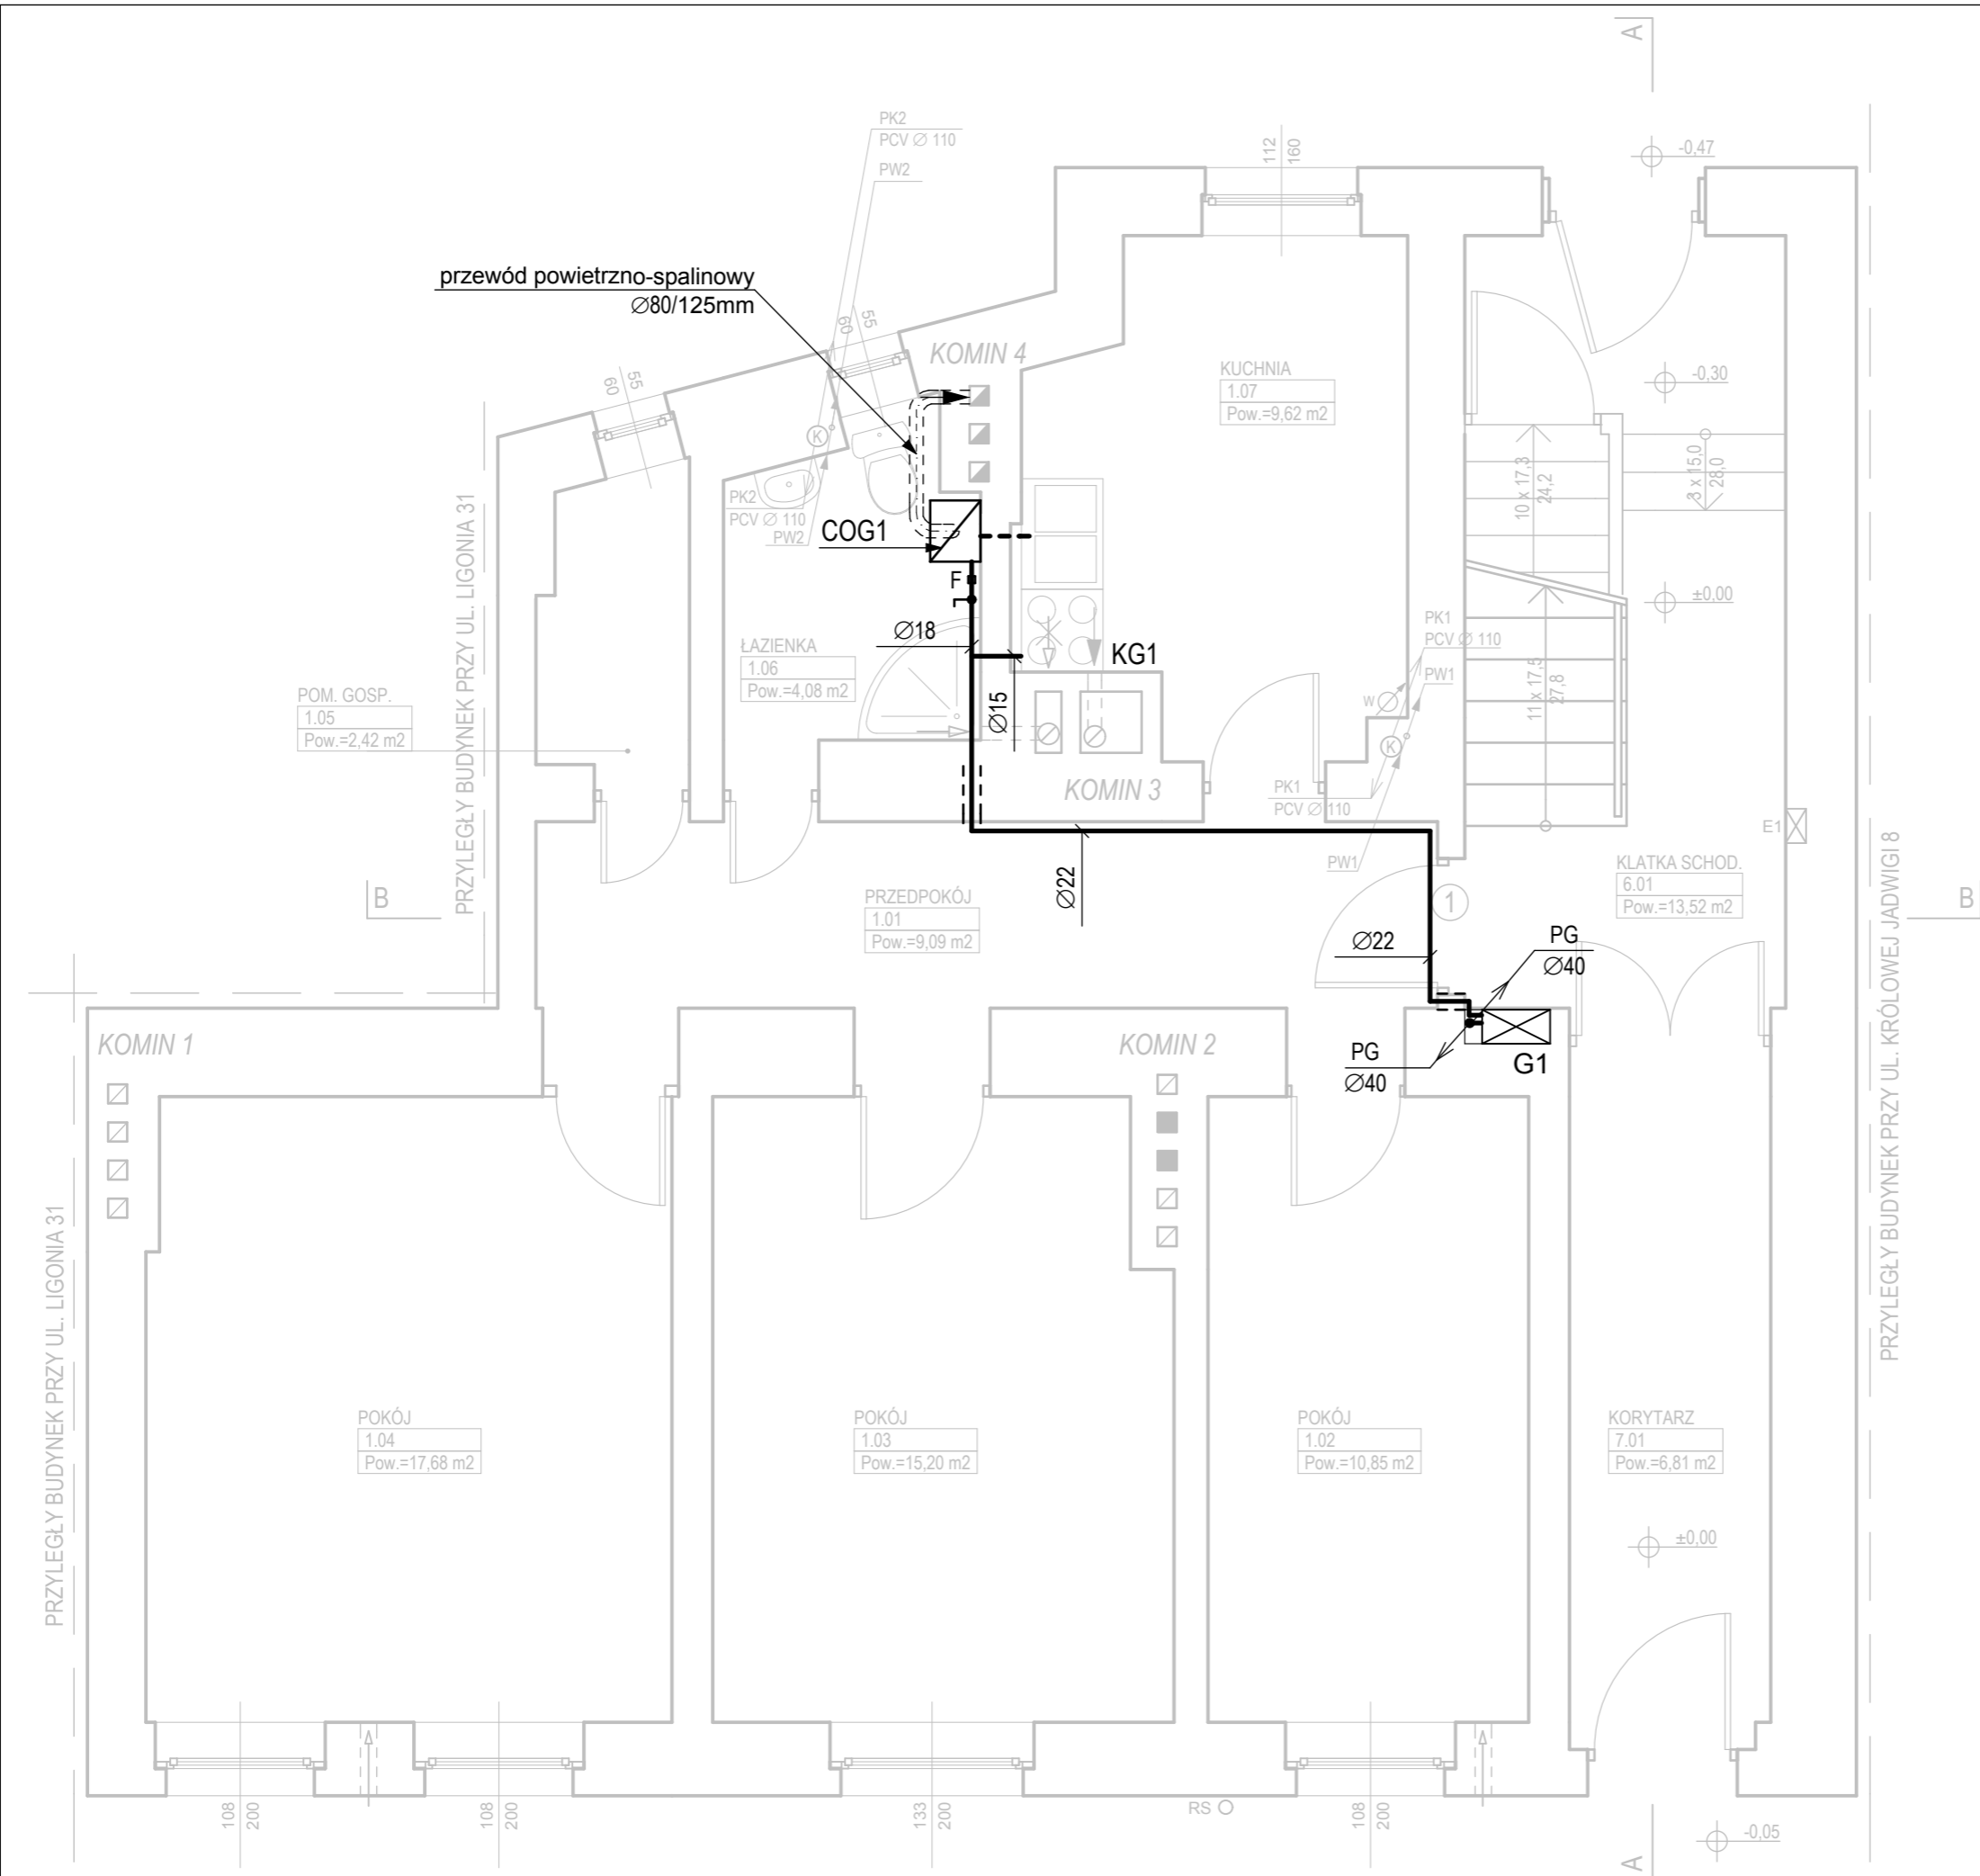 A
PK2
PCV Ø 110
PW2
112
160
-0,47
przewód powietrzno-spalinowy
Ø80/125mm
60
55
KOMIN 4
60
55
KUCHNIA
1.07
Pow.=9,62 m2
-0,30
K
10 x 17,3
24,2
3 x 15,0
28,0
PK2
PCV Ø 110
PW2
COG1
PRZYLEGŁY BUDYNEK PRZY UL. LIGONIA 31
F
±0,00
Ø18
ŁAZIENKA
1.06
Pow.=4,08 m2
KG1
PK1
PCV Ø 110
PW1
11 x 17,5
27,8
POM. GOSP.
1.05
Pow.=2,42 m2
Ø15
W
K
KOMIN 3
PK1
PCV Ø 110
E1
PW1
KLATKA SCHOD.
6.01
Pow.=13,52 m2
B
PRZEDPOKÓJ
1.01
Pow.=9,09 m2
Ø22
1
B
Ø22
PG
Ø40
PRZYLEGŁY BUDYNEK PRZY UL. KRÓLOWEJ JADWIGI 8
KOMIN 1
KOMIN 2
PG
Ø40
G1
PRZYLEGŁY BUDYNEK PRZY UL. LIGONIA 31
POKÓJ
1.04
Pow.=17,68 m2
POKÓJ
1.03
Pow.=15,20 m2
POKÓJ
1.02
Pow.=10,85 m2
KORYTARZ
7.01
Pow.=6,81 m2
±0,00
108
200
108
200
133
200
RS
108
200
-0,05
A